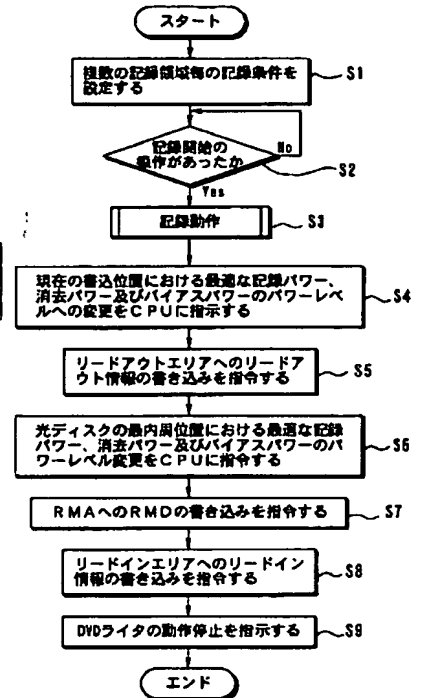 スタート
複数の記録領域毎の記録条件を
設定する
S1
記録開始の
操作があったか
No
S2
Yes
記録動作
S3
現在の書込位置における最適な記録パワー、
消去パワー及びバイアスパワーのパワーレベ
ルへの変更をCPUに指示する
S4
リードアウトエリアへのリードア
ウト情報の書き込みを指令する
S5
光ディスクの最内周位置における最適な記録
パワー、消去パワー及びバイアスパワーのパ
ワーレベル変更をCPUに指令する
S6
RMAへのRMDの書き込みを指令する
S7
リードインエリアへのリードイン
情報の書き込みを指令する
S8
DVDライタの動作停止を指示する
S9
エンド